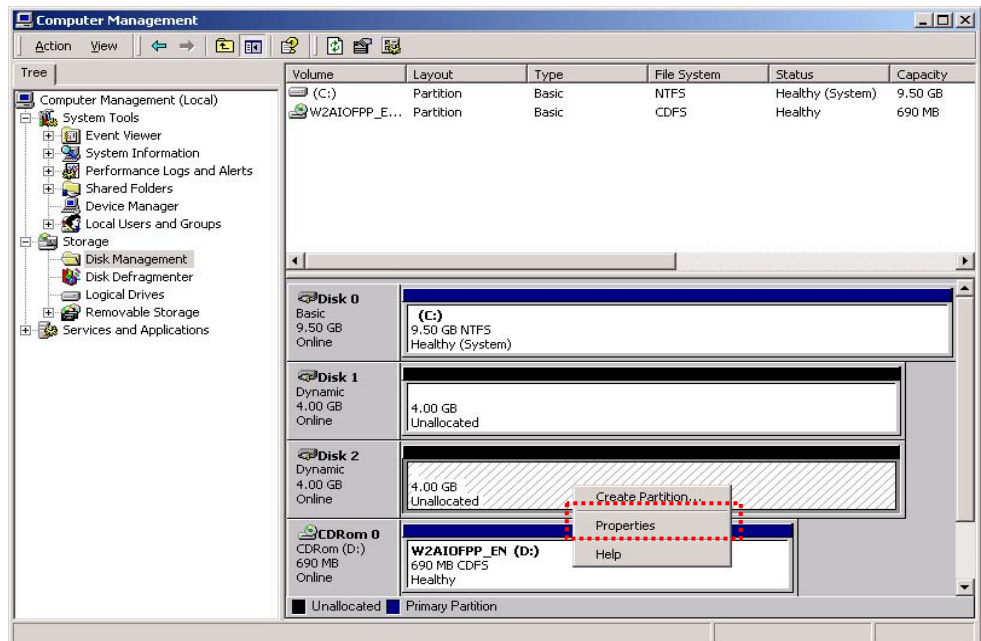 Computer Management
Action View
Tree
Computer Management (Local)
System Tools
Event Viewer
System Information
Performance Logs and Alerts
Shared Folders
Device Manager
Local Users and Groups
Storage
Disk Management
Disk Defragmenter
Logical Drives
Removable Storage
Services and Applications
Volume Layout Type File System Status Capacity
(C:) Partition Basic NTFS Healthy (System) 9.50 GB
W2AIOFPP_E... Partition Basic CDFS Healthy 690 MB
Disk 0
Basic
9.50 GB
Online
(C:)
9.50 GB NTFS
Healthy (System)
Disk 1
Dynamic
4.00 GB
Online
4.00 GB
Unallocated
Disk 2
Dynamic
4.00 GB
Online
4.00 GB
Unallocated
Create Partition...
Properties
Help
CDRom 0
CDRom (D:)
690 MB
Online
W2AIOFPP_EN (D:)
690 MB CDFS
Healthy
Unallocated Primary Partition